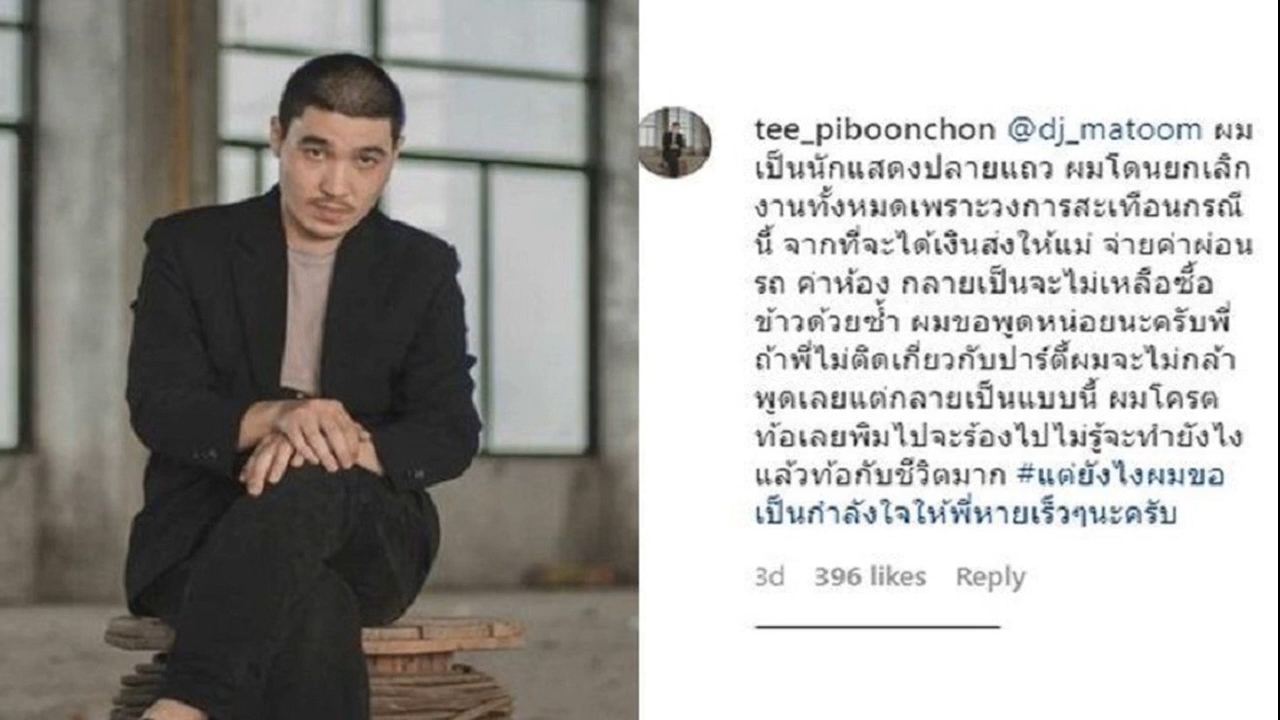 tee_piboonchon @dj_matoom ผม
เป็นนักแสดงปลายแถว ผมโดนยกเลิก
งานทั้งหมดเพราะวงการสะเทือนกรณี
นี้ จากที่จะได้เงินส่งให้แม่ จ่ายค่าผ่อน
รถ ค่าห้อง กลายเป็นจะไม่เหลือซื้อ
ข้าวด้วยซ้ำ ผมขอพูดหน่อยนะครับพี่
ถ้าพี่ไม่ติดเกี่ยวกับปาร์ตี้ผมจะไม่กล้า
พูดเลยแต่กลายเป็นแบบนี้ ผมโครต
ท้อเลยพิมไปจะร้องไปไม่รู้จะทำยังไง
แล้วท้อกับชีวิตมาก #แต่ยังไงผมขอ
เป็นกำลังใจให้พี่หายเร็วๆนะครับ
3d 396 likes Reply